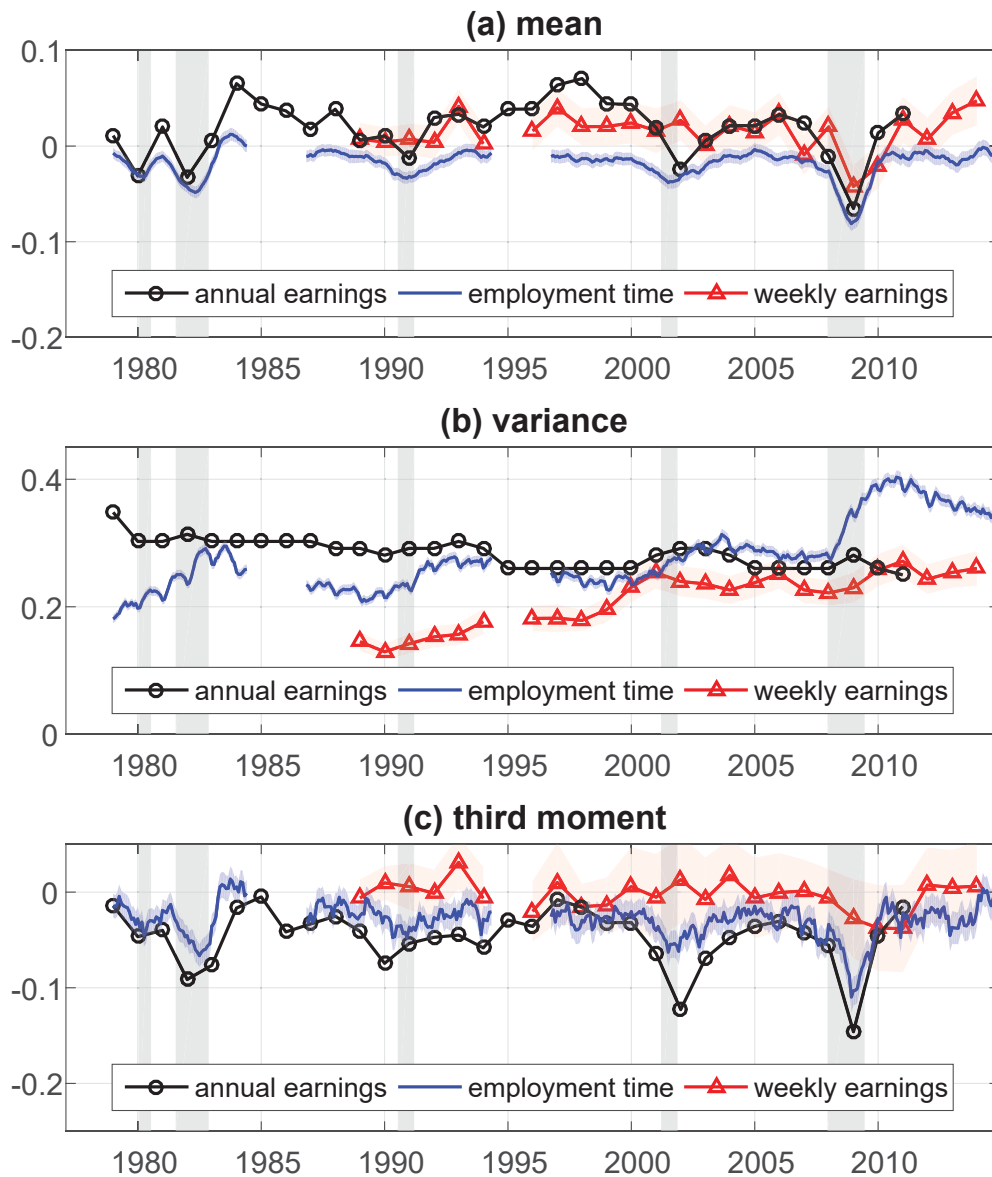 (a) mean
0.1
0
-0.1
-0.2
annual earnings employment time weekly earnings
1980 1985 1990 1995 2000 2005 2010
(b) variance
0.4
0.2
0
annual earnings employment time weekly earnings
1980 1985 1990 1995 2000 2005 2010
(c) third moment
0
-0.1
-0.2
annual earnings employment time weekly earnings
1980 1985 1990 1995 2000 2005 2010